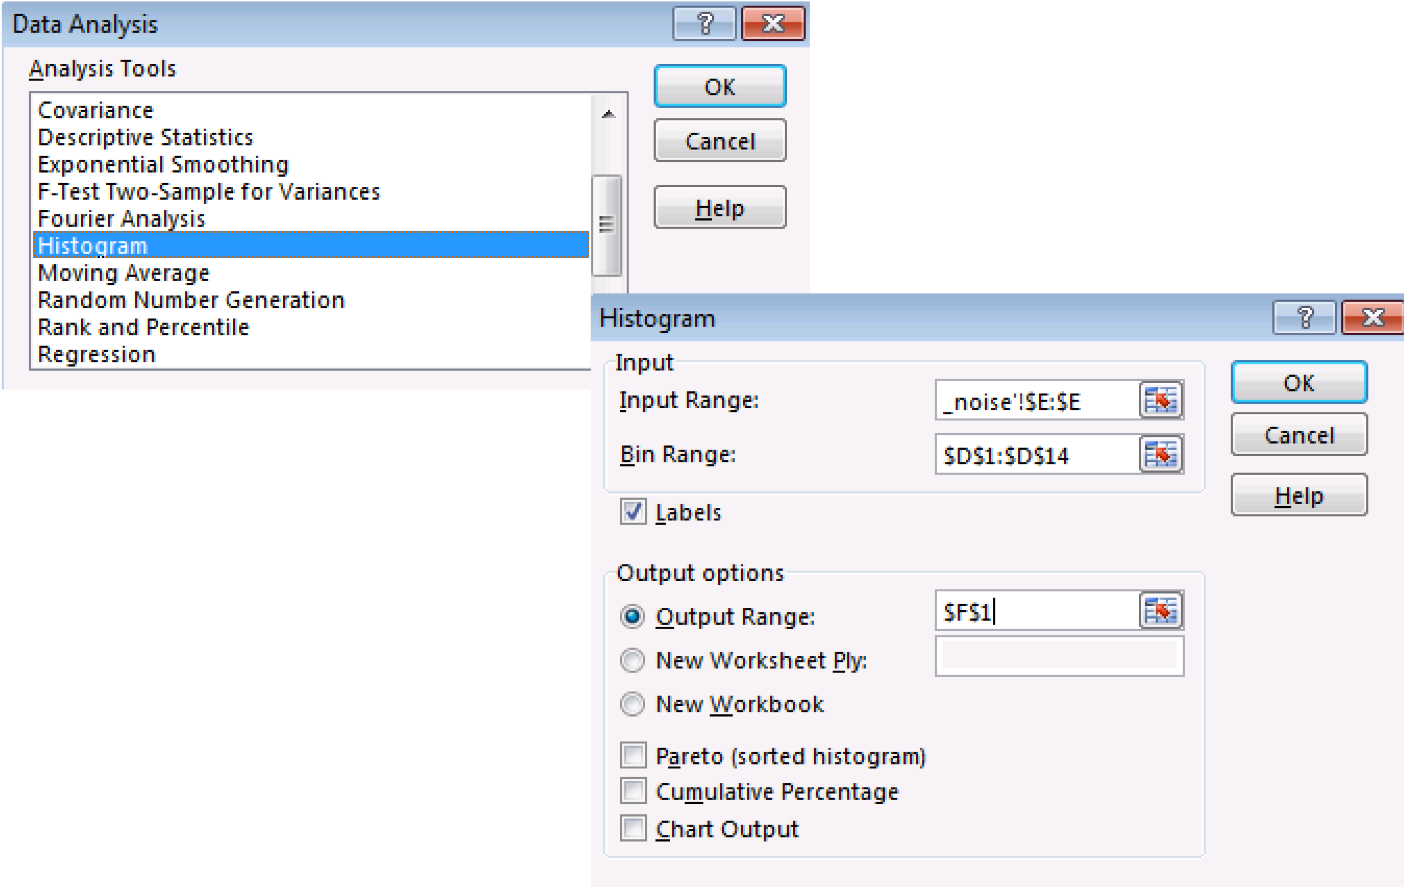 Data Analysis
?
Analysis Tools
OK
Covariance
Descriptive Statistics
Cancel
Exponential Smoothing
F-Test Two-Sample for Variances
Help
Fourier Analysis
Histogram
Moving Average
Random Number Generation
Rank and Percentile
Regression
Histogram
?
Input
OK
Input Range: _noise'!$E:$E
Cancel
Bin Range: $D$1:$D$14
Help
Labels
Output options
Output Range: $F$1
New Worksheet Ply:
New Workbook
Pareto (sorted histogram)
Cumulative Percentage
Chart Output